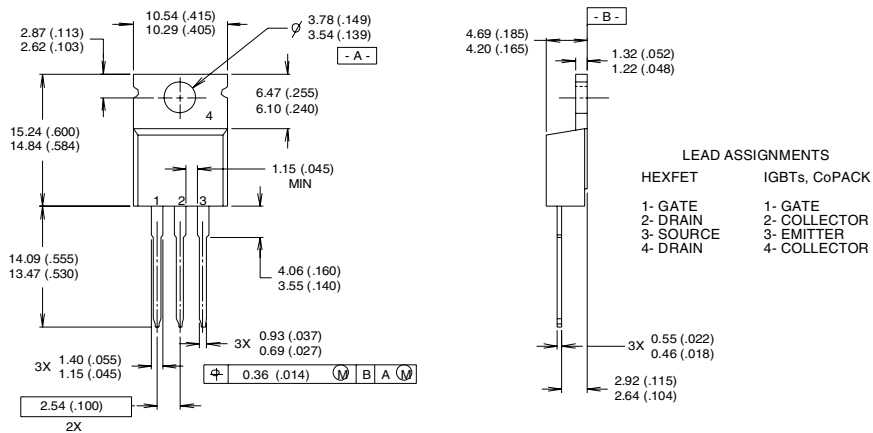 10.54 (.415)
10.29 (.405)
2.87 (.113)
2.62 (.103)
3.78 (.149)
3.54 (.139)
- A -
4
6.47 (.255)
6.10 (.240)
15.24 (.600)
14.84 (.584)
1.15 (.045)
MIN
1 2 3
14.09 (.555)
13.47 (.530)
4.06 (.160)
3.55 (.140)
3X 0.93 (.037)
0.69 (.027)
3X 1.40 (.055)
1.15 (.045)
0.36 (.014) M B A M
2.54 (.100)
2X
- B -
4.69 (.185)
4.20 (.165)
1.32 (.052)
1.22 (.048)
3X 0.55 (.022)
0.46 (.018)
2.92 (.115)
2.64 (.104)
LEAD ASSIGNMENTS
HEXFET IGBTs, CoPACK
1- GATE 1- GATE
2- DRAIN 2- COLLECTOR
3- SOURCE 3- EMITTER
4- DRAIN 4- COLLECTOR